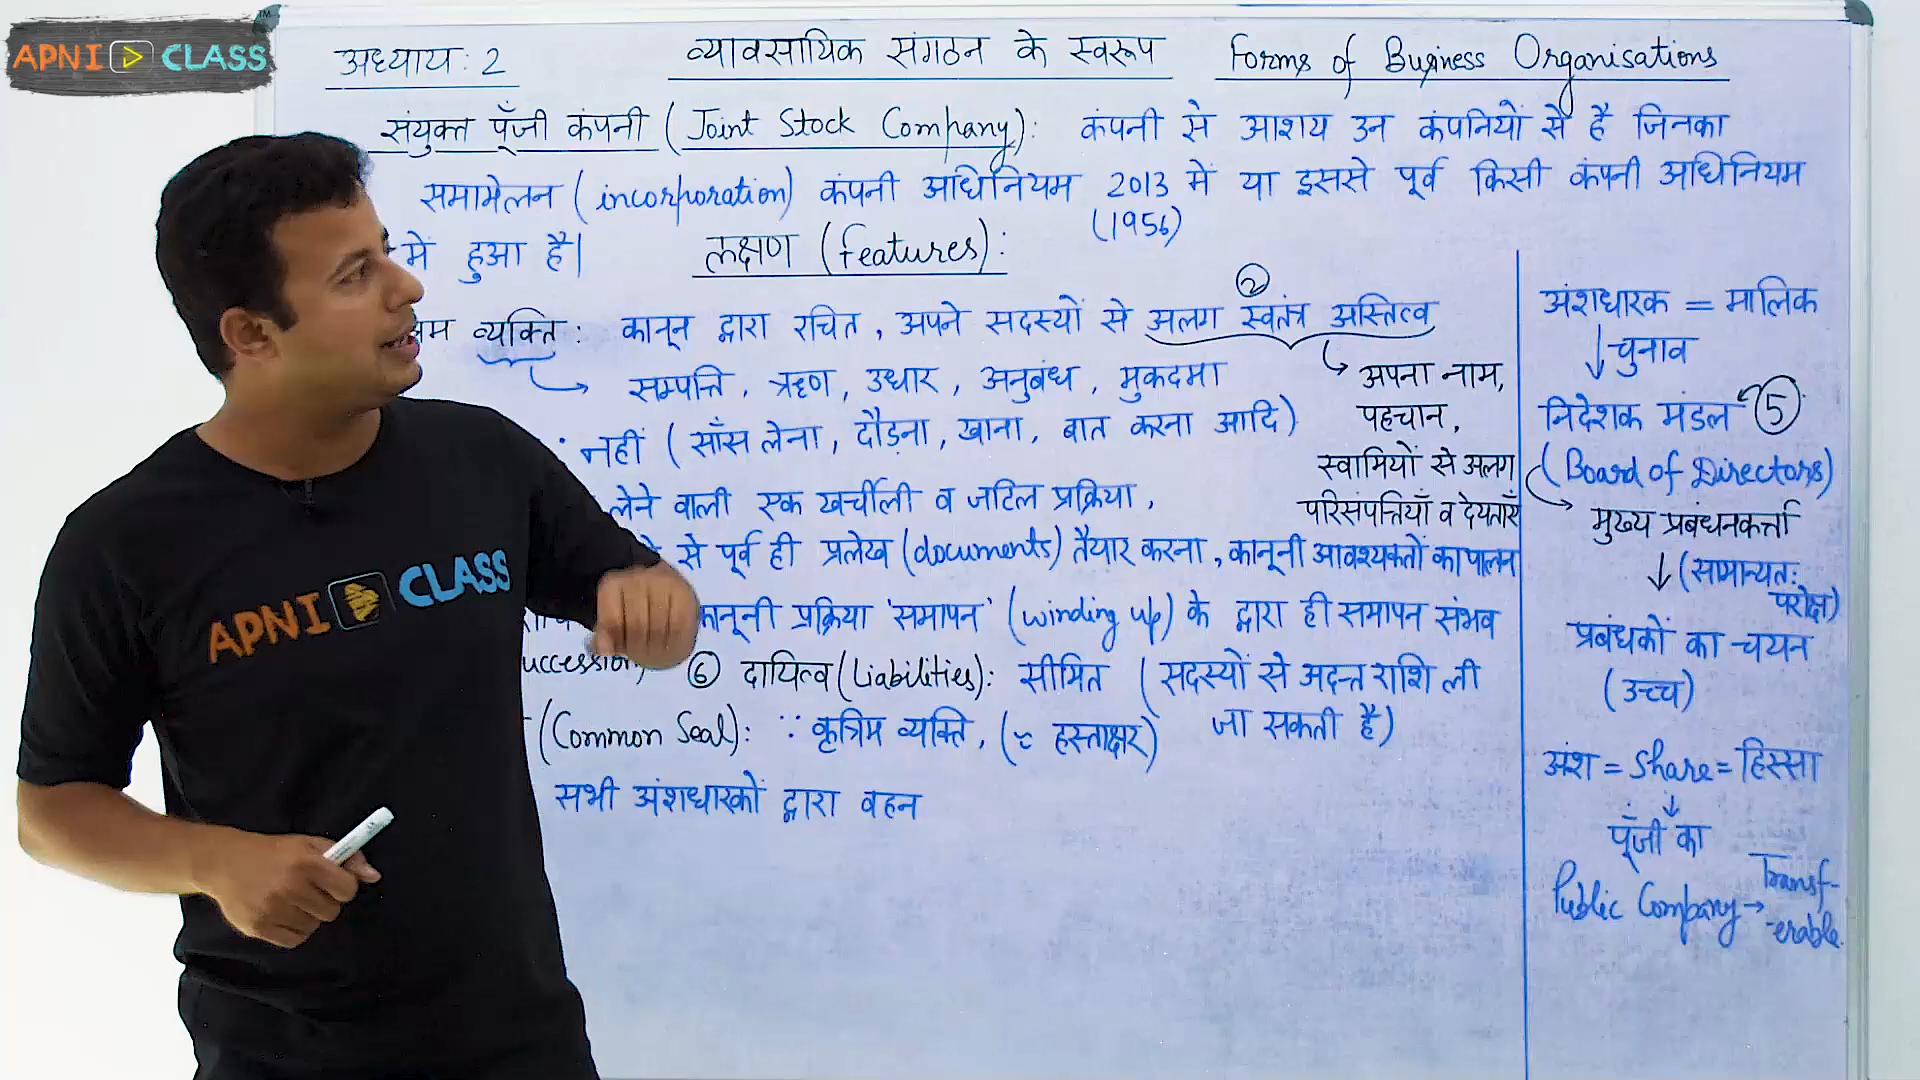 APNI CLASS
TM
अध्याय : 2 व्यावसायिक संगठन के स्वरूप Forms of Business Organisations
संयुक्त पूँजी कंपनी (Joint Stock Company): कंपनी से आशय उन कंपनियों से है जिनका
समामेलन (incorporation) कंपनी अधिनियम 2013 में या इससे पूर्व किसी कंपनी अधिनियम
(1956)
में हुआ है। लक्षण (features):
②
व्यक्ति: कानून द्वारा रचित, अपने सदस्यों से अलग स्वतंत्र अस्तित्व
→ सम्पत्ति, ऋण, उधार, अनुबंध, मुकदमा
→ अपना नाम,
पहचान,
नहीं (साँस लेना, दौड़ना, खाना, बात करना आदि)
स्वामियों से अलग
परिसंपत्तियाँ व देयताएं
लेने वाली एक खर्चीली व जटिल प्रक्रिया,
से पूर्व ही प्रलेख (documents) तैयार करना, कानूनी आवश्यकतों का पालन
कानूनी प्रक्रिया 'समापन' (winding up) के द्वारा ही समापन संभव
uccession) ⑥ दायित्व (Liabilities): सीमित (सदस्यों से अदत्त राशि ली
जा सकती है)
(Common Seal): ∵ कृत्रिम व्यक्ति, (≈ हस्ताक्षर)
सभी अंशधारकों द्वारा वहन
अंशधारक = मालिक
↓ चुनाव
निदेशक मंडल ⑤
(Board of Directors)
→ मुख्य प्रबंधनकर्त्ता
↓ (सामान्यत:
परोक्ष)
प्रबंधकों का चयन
(उच्च)
अंश = Share = हिस्सा
↓
पूँजी का
Public Company → Transf-
-erable
APNI CLASS